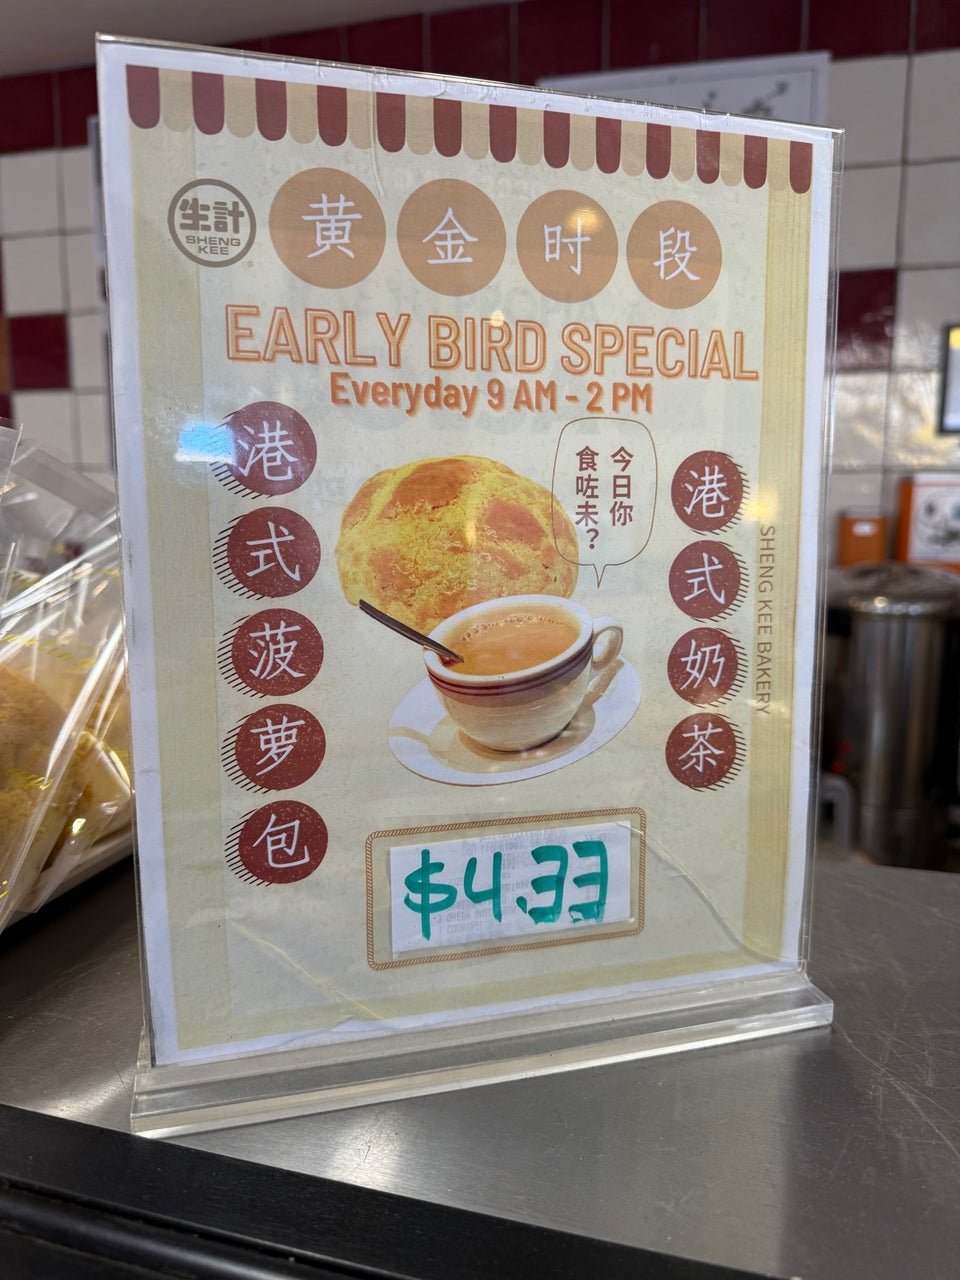 生計
SHENG
KEE
黄金时段
EARLY BIRD SPECIAL
Everyday 9 AM - 2 PM
港式菠萝包
今日你
食咗未?
港式奶茶
SHENG KEE BAKERY
$4.33